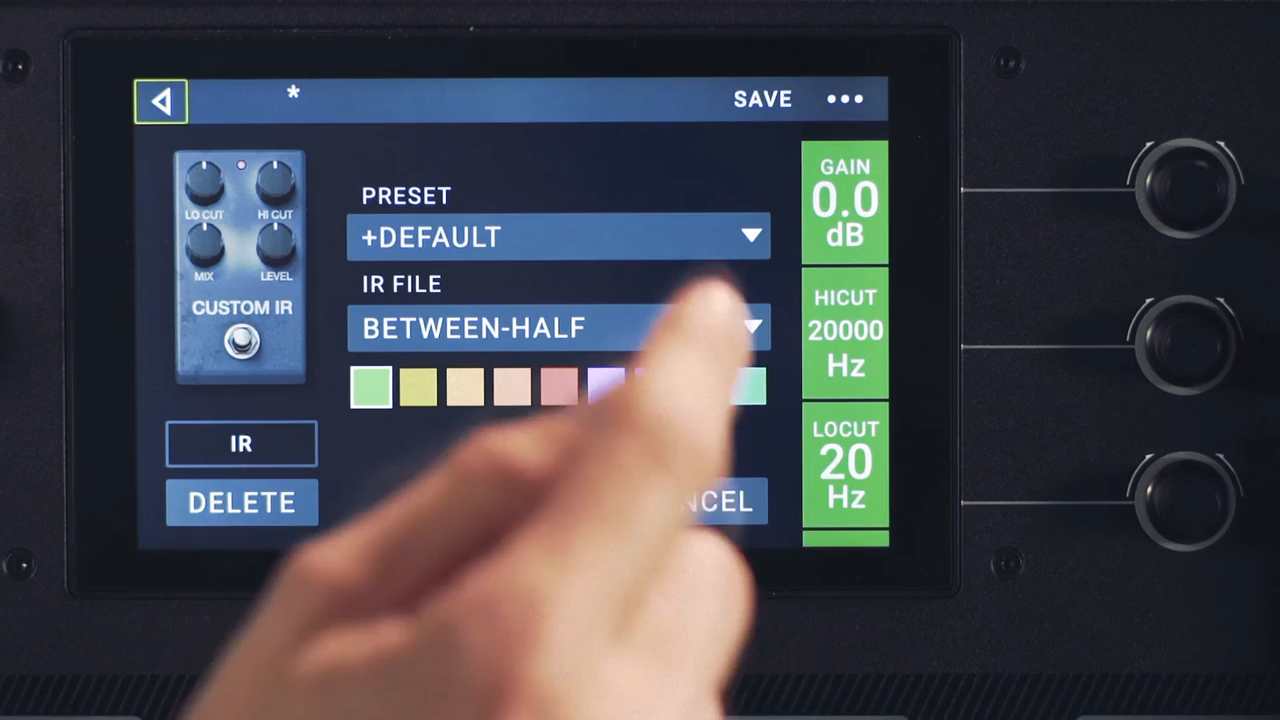 *
SAVE
LO CUT
HI CUT
MIX
LEVEL
CUSTOM IR
PRESET
+DEFAULT
IR FILE
BETWEEN-HALF
IR
DELETE
GAIN
0.0
dB
HICUT
20000
Hz
LOCUT
20
Hz